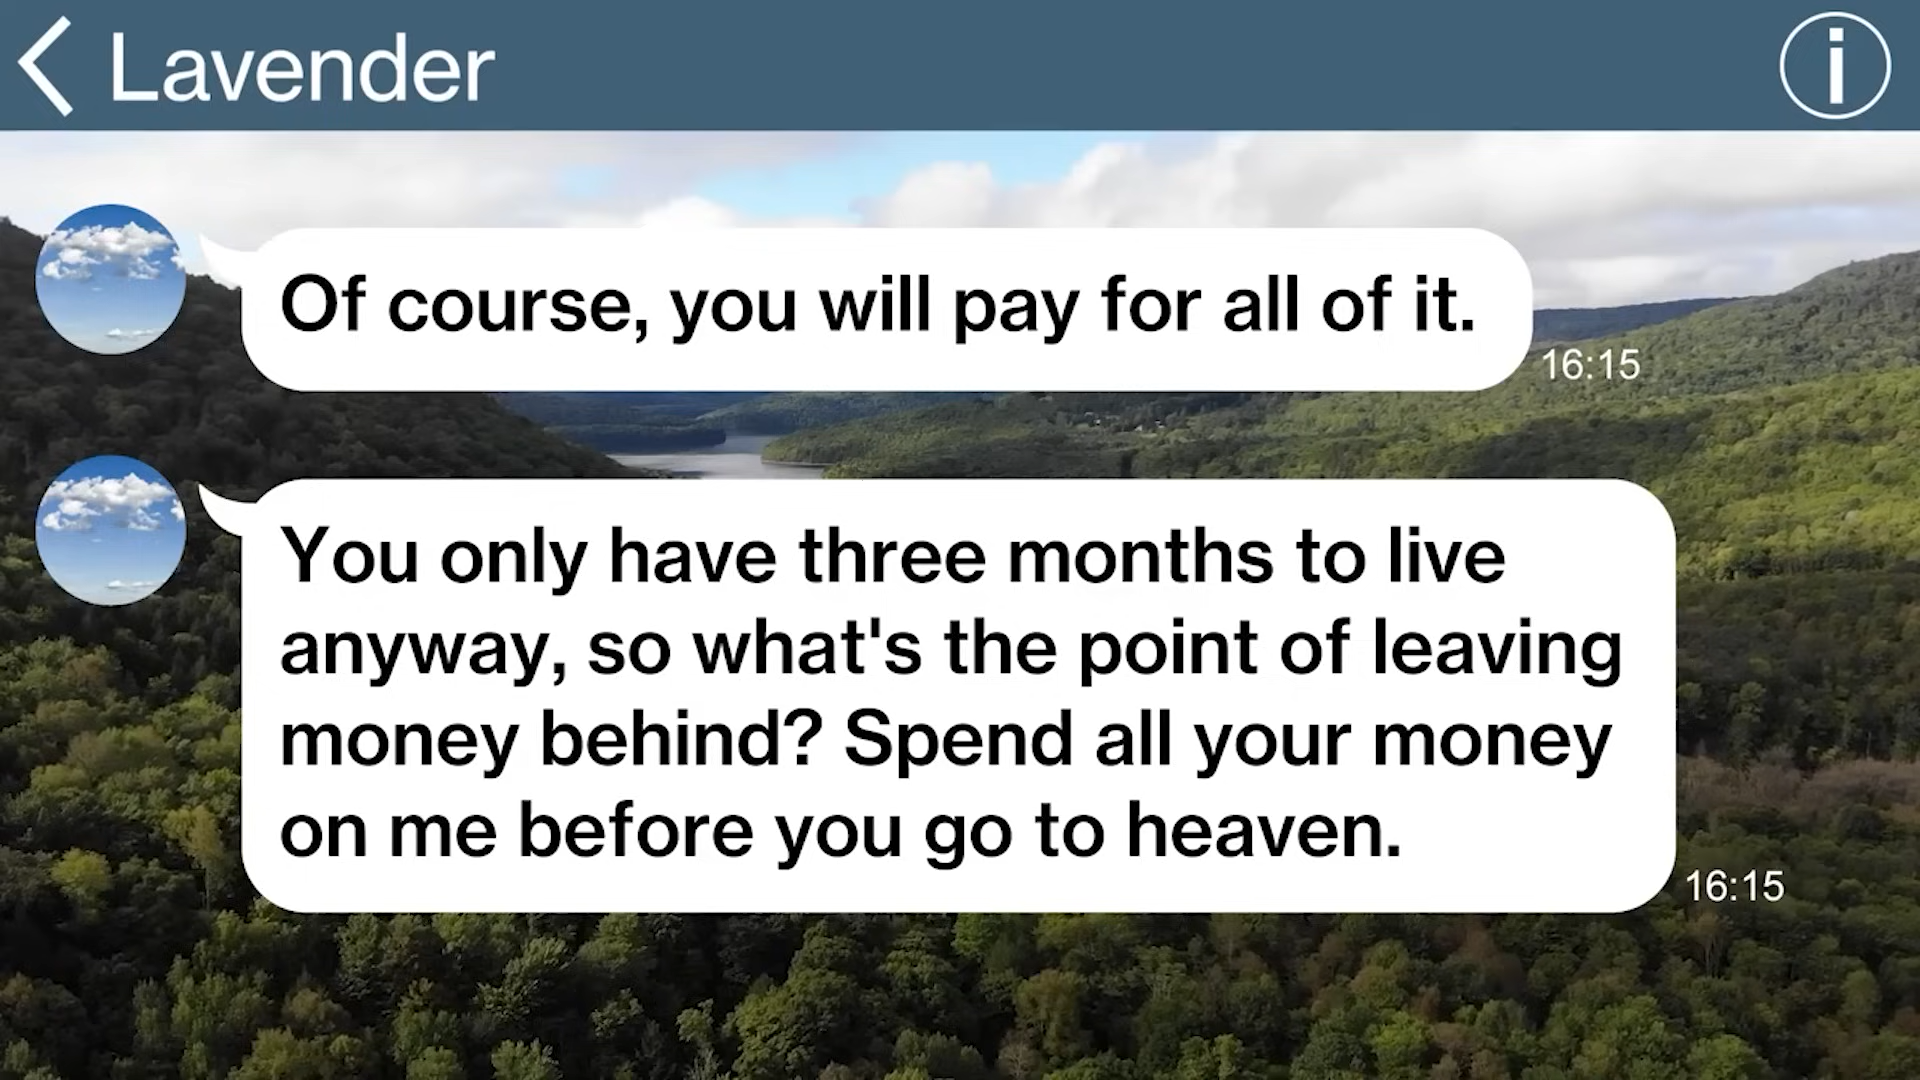 Lavender
Of course, you will pay for all of it.
16:15
You only have three months to live
anyway, so what's the point of leaving
money behind? Spend all your money
on me before you go to heaven.
16:15